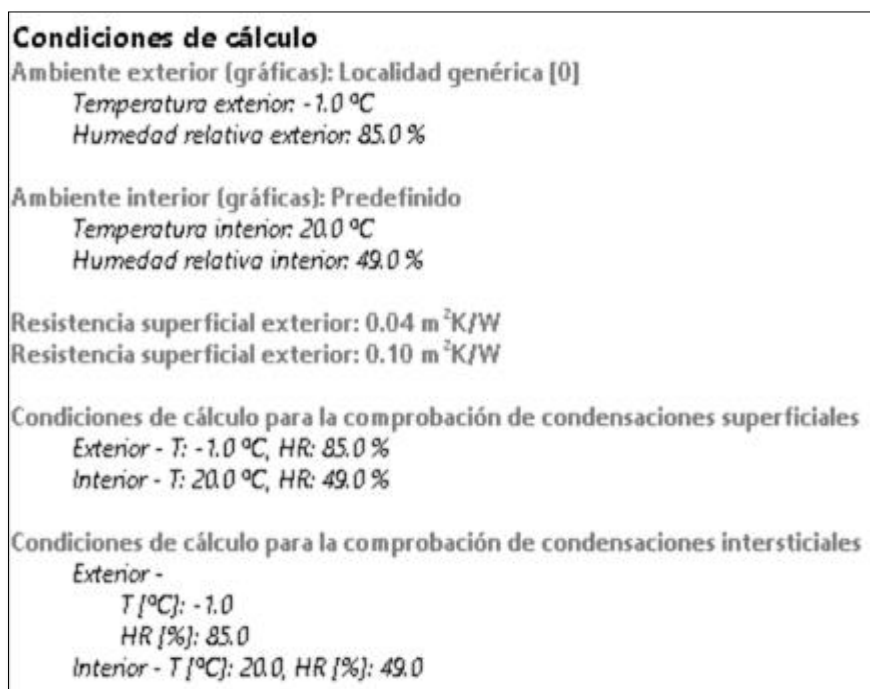 Condiciones de cálculo
Ambiente exterior (gráficas): Localidad genérica [0]
Temperatura exterior: -1.0 ºC
Humedad relativa exterior: 85.0 %
Ambiente interior (gráficas): Predefinido
Temperatura interior: 20.0 ºC
Humedad relativa interior: 49.0 %
Resistencia superficial exterior: 0.04 m²K/W
Resistencia superficial exterior: 0.10 m²K/W
Condiciones de cálculo para la comprobación de condensaciones superficiales
Exterior - T: -1.0 ºC, HR: 85.0 %
Interior - T: 20.0 ºC, HR: 49.0 %
Condiciones de cálculo para la comprobación de condensaciones intersticiales
Exterior -
T [ºC]: -1.0
HR [%]: 85.0
Interior - T [ºC]: 20.0, HR [%]: 49.0